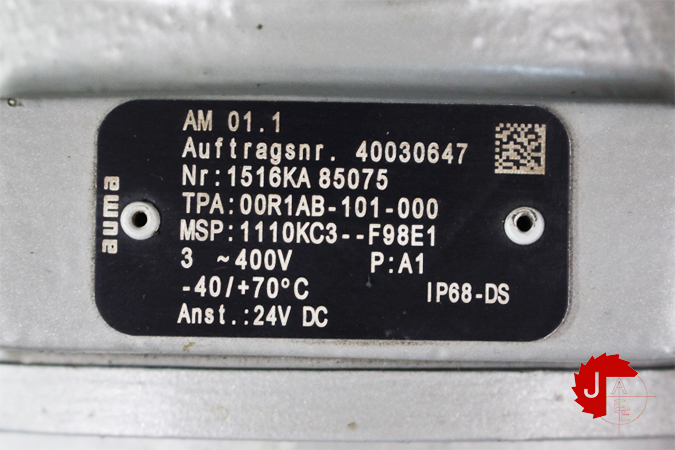 AM 01.1
Auftragsnr. 40030647
Nr:1516KA 85075
TPA:00R1AB-101-000
MSP:1110KC3--F98E1
3 ~400V P:A1
-40/+70°C IP68-DS
Anst.:24V DC
auma
J